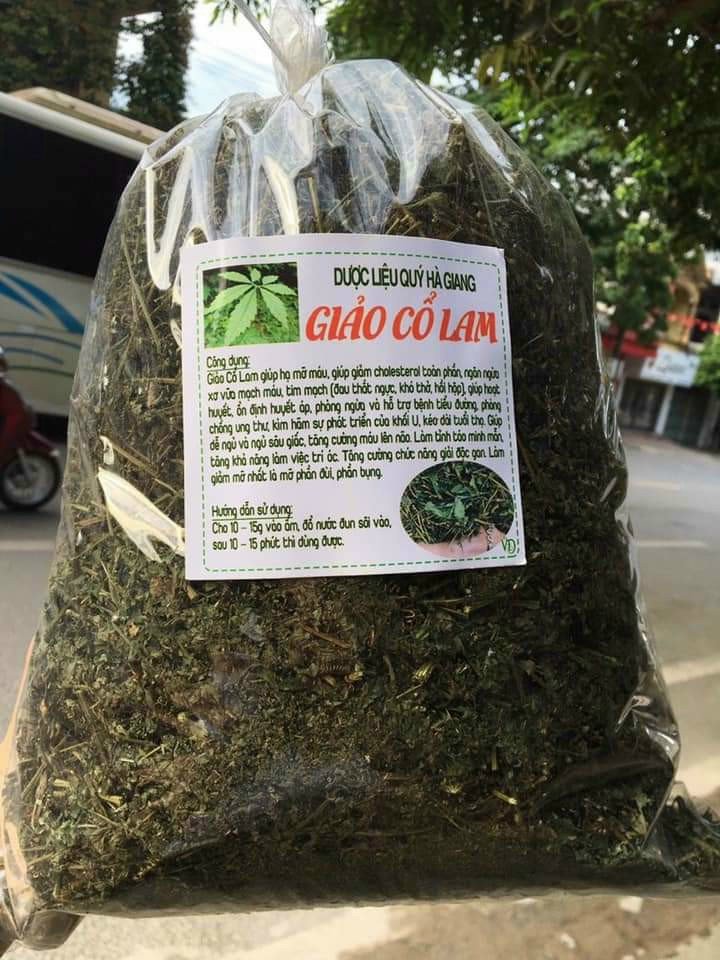 DƯỢC LIỆU QUÝ HÀ GIANG
GIẢO CỔ LAM
Công dụng:
Giảo Cổ Lam giúp hạ mỡ máu, giúp giảm cholesterol toàn phần, ngăn ngừa
xơ vữa mạch máu, tim mạch (đau thắt ngực, khó thở, hồi hộp), giúp hoạt
huyết, ổn định huyết áp, phòng ngừa và hỗ trợ bệnh tiểu đường, phòng
chống ung thư, kìm hãm sự phát triển của khối U, kéo dài tuổi thọ. Giúp
dễ ngủ và ngủ sâu giấc, tăng cường máu lên não. Làm tỉnh táo minh mẫn,
tăng khả năng làm việc trí óc. Tăng cường chức năng giải độc gan. Làm
giảm mỡ nhất là mỡ phần đùi, phần bụng.
Hướng dẫn sử dụng:
Cho 10 – 15g vào ấm, đổ nước đun sôi vào,
sau 10 – 15 phút thì dùng được.
VĐ